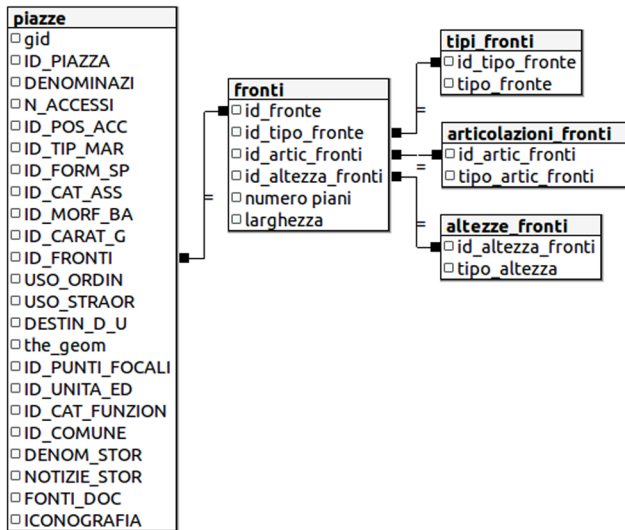 piazze
gid
ID_PIAZZA
DENOMINAZI
N_ACCESSI
ID_POS_ACC
ID_TIP_MAR
ID_FORM_SP
ID_CAT_ASS
ID_MORF_BA
ID_CARAT_G
ID_FRONTI
USO_ORDIN
USO_STRAOR
DESTIN_D_U
the_geom
ID_PUNTI_FOCALI
ID_UNITA_ED
ID_CAT_FUNZION
ID_COMUNE
DENOM_STOR
NOTIZIE_STOR
FONTI_DOC
ICONOGRAFIA
=
fronti
id_fronte
id_tipo_fronte
id_artic_fronti
id_altezza_fronti
numero piani
larghezza
=
=
=
tipi_fronti
id_tipo_fronte
tipo_fronte
articolazioni_fronti
id_artic_fronti
tipo_artic_fronti
altezze_fronti
id_altezza_fronti
tipo_altezza